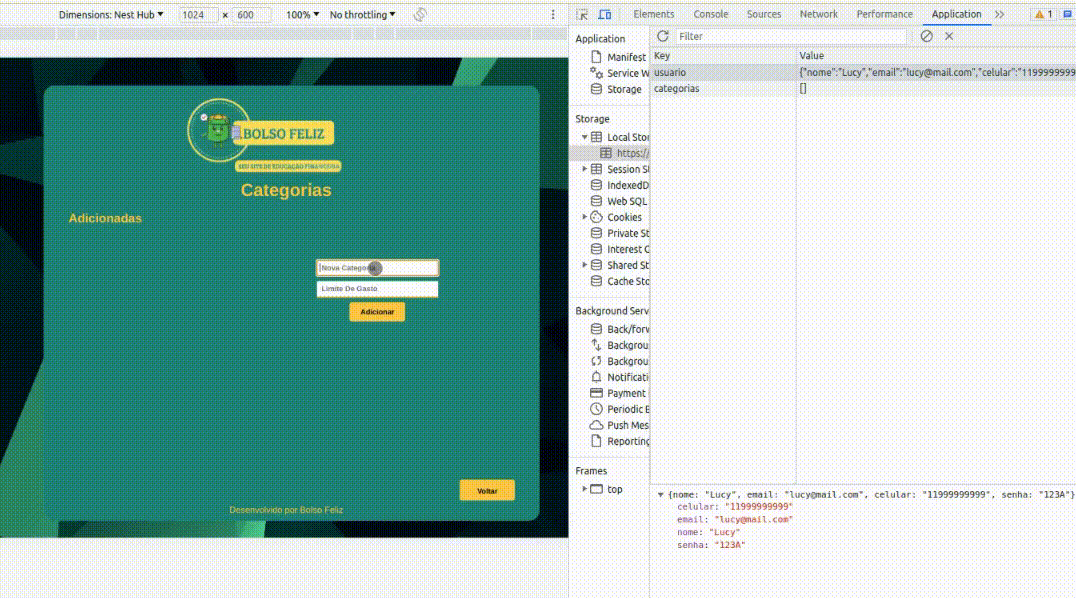 Dimensions: Nest Hub 1024 × 600 100% No throttling
BOLSO FELIZ
SEU SITE DE EDUCAÇÃO FINANCEIRA
Categorias
Adicionadas
Nova Categoria
Limite De Gasto
Adicionar
Voltar
Desenvolvido por Bolso Feliz
Elements Console Sources Network Performance Application 1
Application
Manifest
Service W
Storage
Storage
Local Stor
https:/
Session S
IndexedD
Web SQL
Cookies
Private St
Interest G
Shared St
Cache Sto
Background Serv
Back/forw
Backgrou
Backgrou
Notificati
Payment
Periodic B
Push Mes
Reporting
Frames
top
Filter
Key Value
usuario {"nome":"Lucy","email":"lucy@mail.com","celular":"1199999999
categorias []
{nome: "Lucy", email: "lucy@mail.com", celular: "11999999999", senha: "123A"}
celular: "11999999999"
email: "lucy@mail.com"
nome: "Lucy"
senha: "123A"